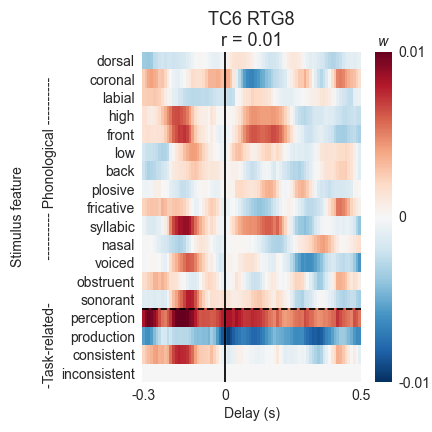 TC6 RTG8
r = 0.01
w
dorsal
coronal
labial
high
front
low
back
plosive
fricative
syllabic
nasal
voiced
obstruent
sonorant
perception
production
consistent
inconsistent
Stimulus feature
-Task-related- ---------- Phonological ----------
0.01
0
-0.01
-0.3 0 0.5
Delay (s)